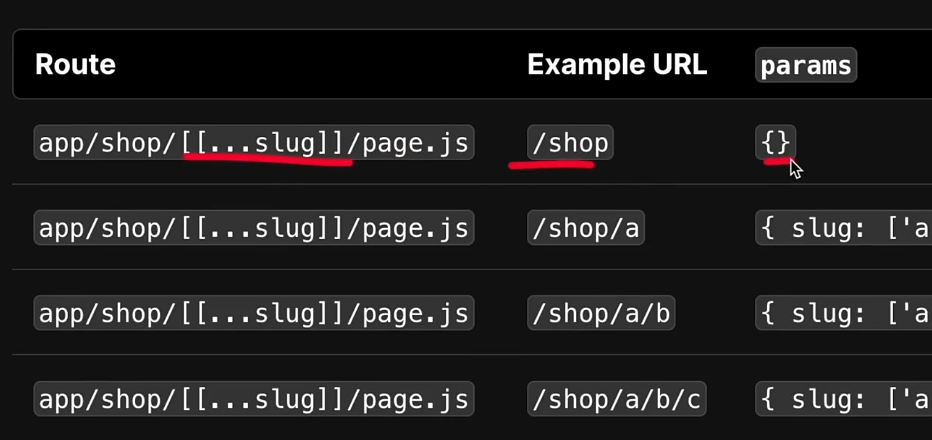 Route Example URL params
app/shop/[[...slug]]/page.js /shop {}
app/shop/[[...slug]]/page.js /shop/a { slug: ['a
app/shop/[[...slug]]/page.js /shop/a/b { slug: ['a
app/shop/[[...slug]]/page.js /shop/a/b/c { slug: ['a